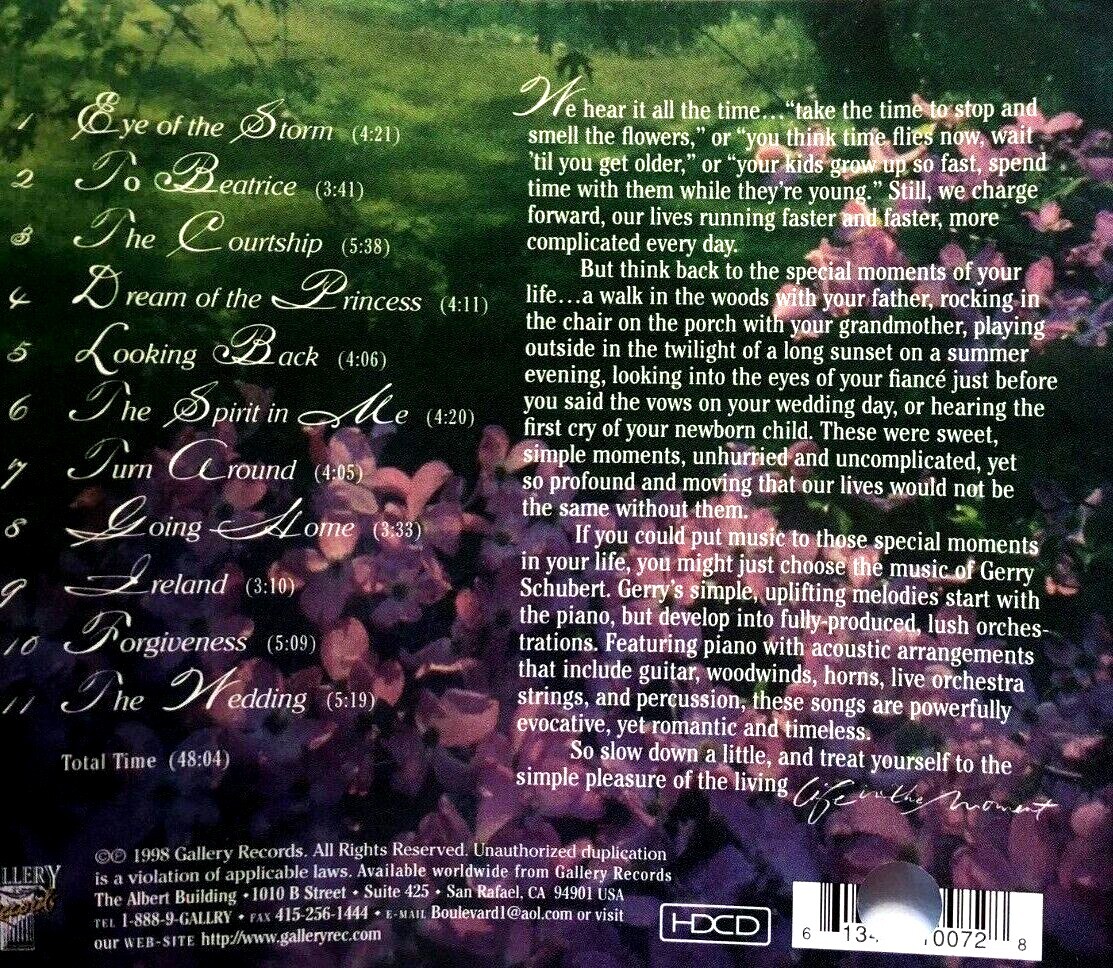 1 Eye of the Storm (4:21)
2 To Beatrice (3:41)
3 The Courtship (5:38)
4 Dream of the Princess (4:11)
5 Looking Back (4:06)
6 The Spirit in Me (4:20)
7 Turn Around (4:05)
8 Going Home (3:33)
9 Ireland (3:10)
10 Forgiveness (5:09)
11 The Wedding (5:19)
Total Time (48:04)
We hear it all the time…“take the time to stop and
smell the flowers,” or “you think time flies now, wait
’til you get older,” or “your kids grow up so fast, spend
time with them while they’re young.” Still, we charge
forward, our lives running faster and faster, more
complicated every day.
But think back to the special moments of your
life…a walk in the woods with your father, rocking in
the chair on the porch with your grandmother, playing
outside in the twilight of a long sunset on a summer
evening, looking into the eyes of your fiancé just before
you said the vows on your wedding day, or hearing the
first cry of your newborn child. These were sweet,
simple moments, unhurried and uncomplicated, yet
so profound and moving that our lives would not be
the same without them.
If you could put music to those special moments
in your life, you might just choose the music of Gerry
Schubert. Gerry’s simple, uplifting melodies start with
the piano, but develop into fully-produced, lush orches-
trations. Featuring piano with acoustic arrangements
that include guitar, woodwinds, horns, live orchestra
strings, and percussion, these songs are powerfully
evocative, yet romantic and timeless.
So slow down a little, and treat yourself to the
simple pleasure of the living Life in the Moment
LLERY
©℗ 1998 Gallery Records. All Rights Reserved. Unauthorized duplication
is a violation of applicable laws. Available worldwide from Gallery Records
The Albert Building • 1010 B Street • Suite 425 • San Rafael, CA 94901 USA
TEL 1-888-9-GALLRY • FAX 415-256-1444 • E-MAIL Boulevard1@aol.com or visit
our WEB-SITE http://www.galleryrec.com
HDCD
6 134 10072 8